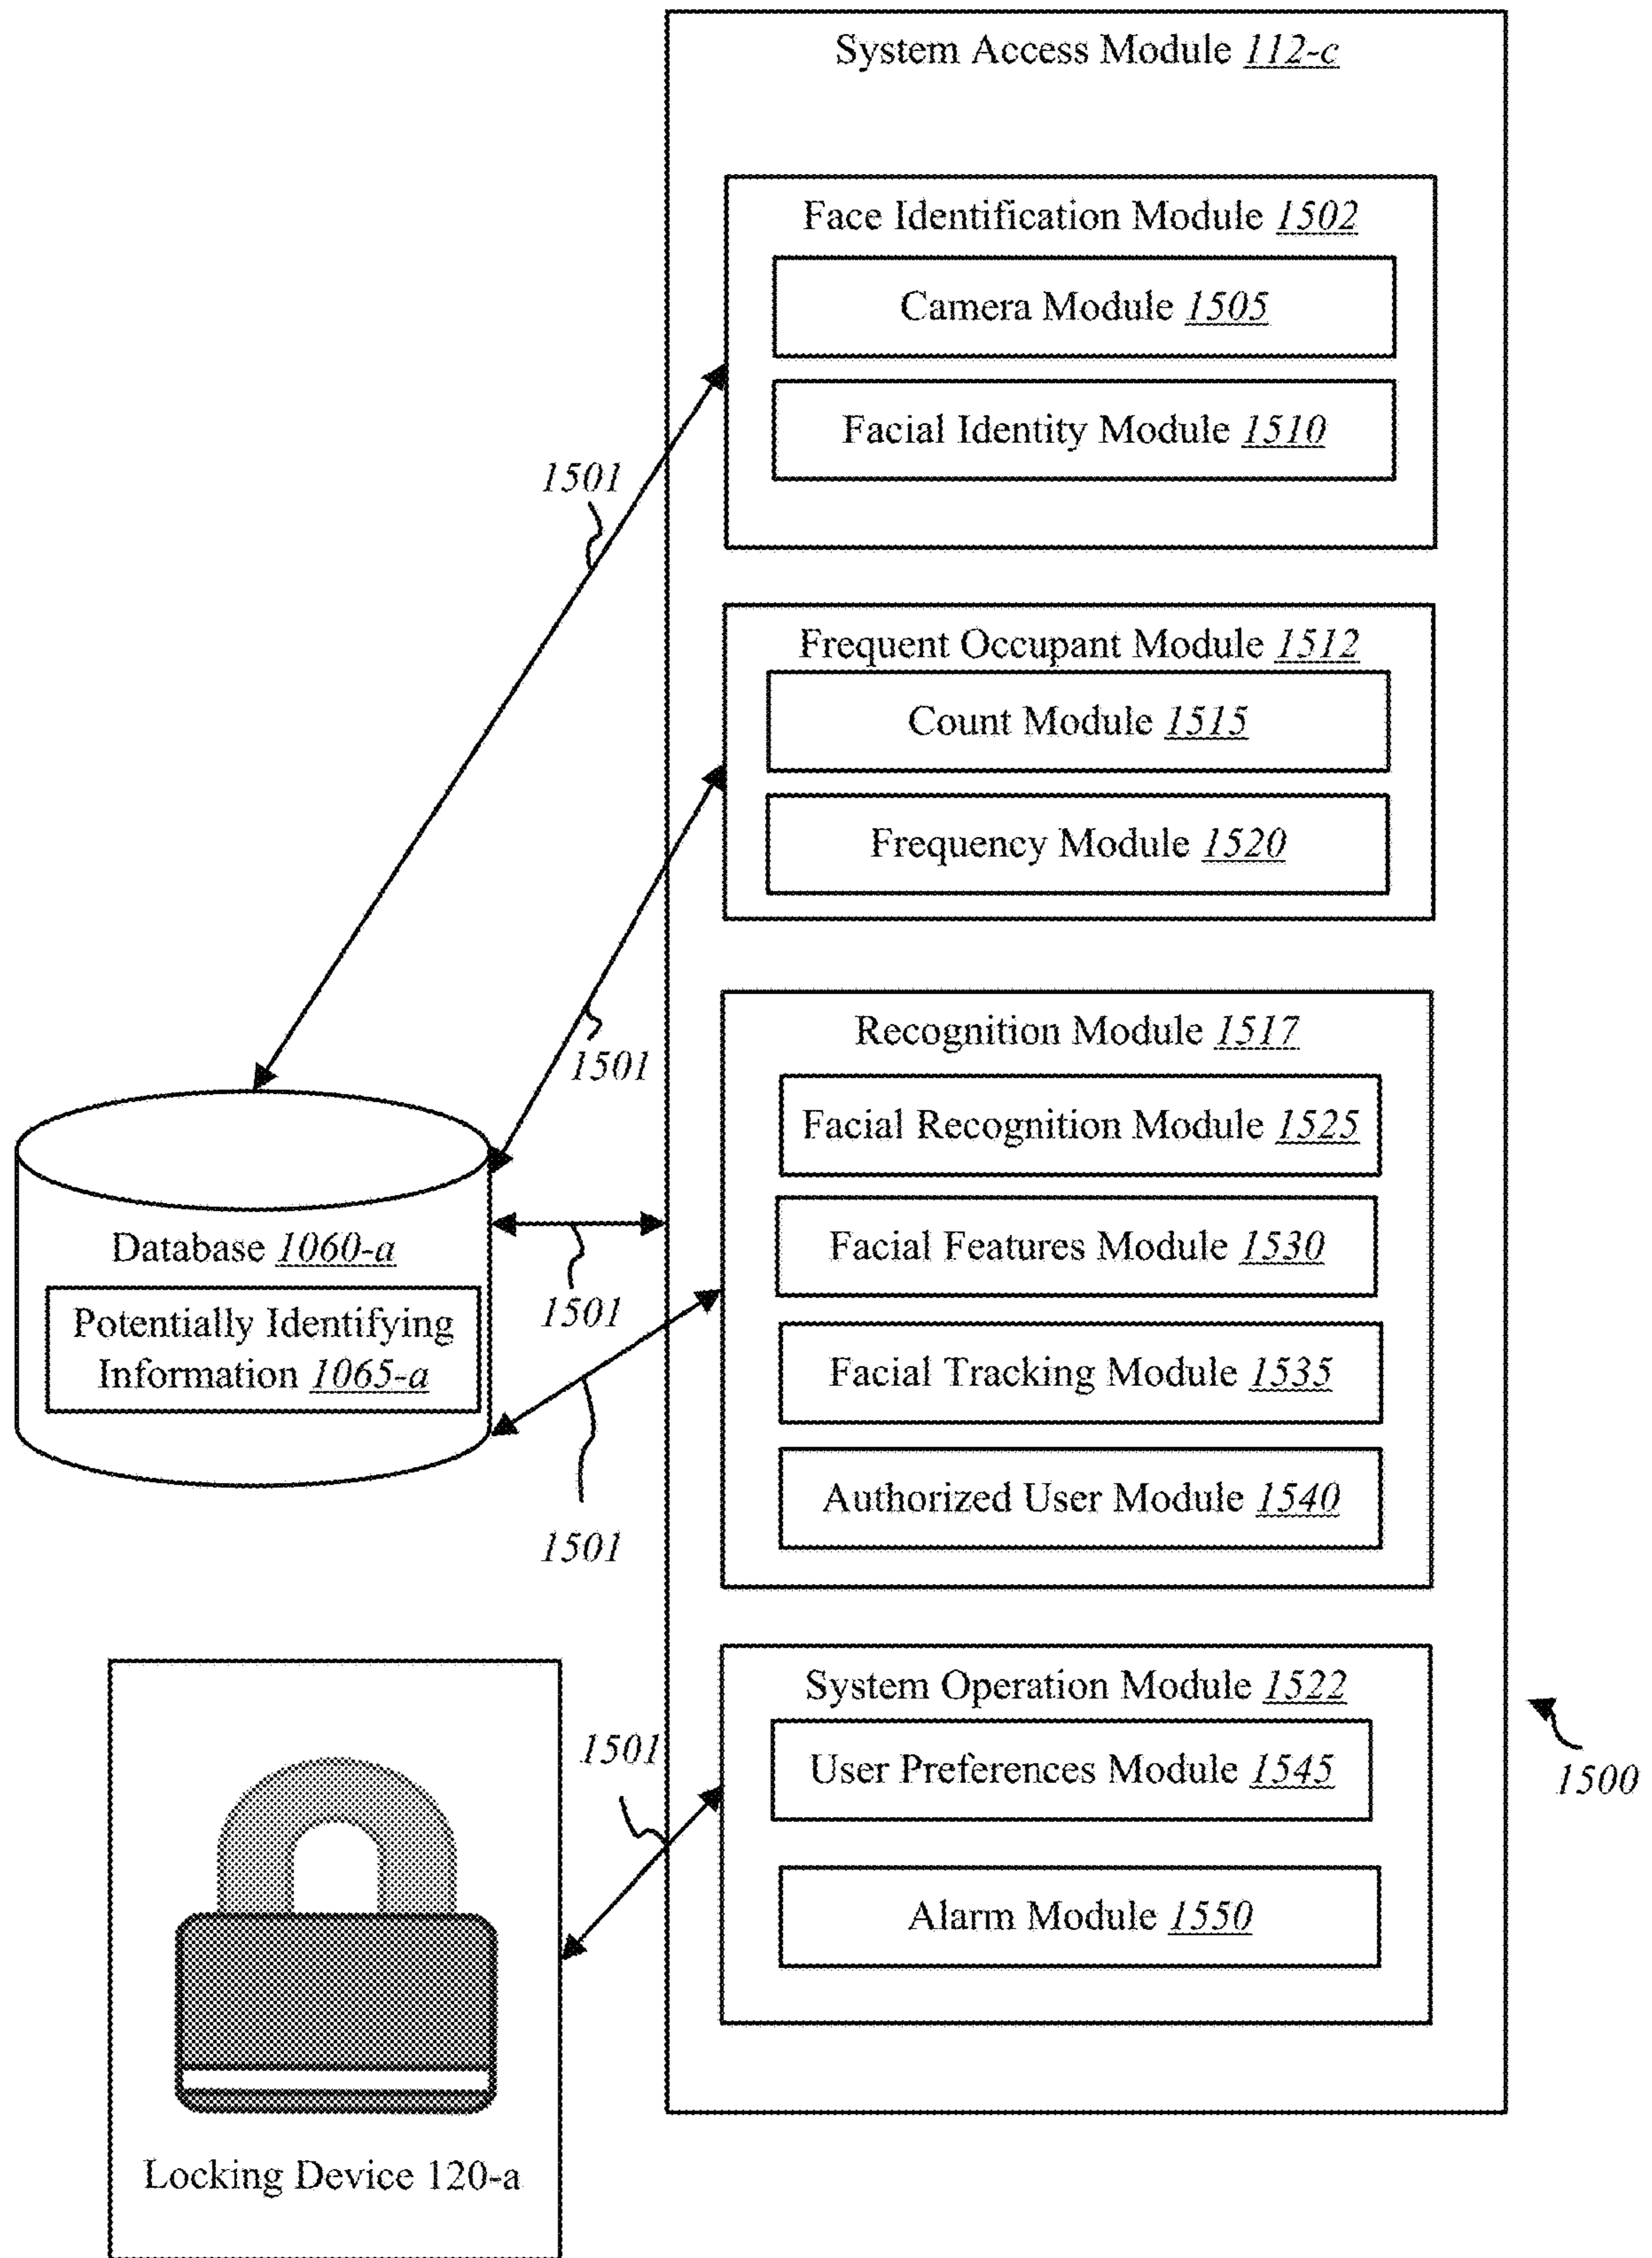 System Access Module 112-c
Face Identification Module 1502
Camera Module 1505
Facial Identity Module 1510
1501
Frequent Occupant Module 1512
Count Module 1515
Frequency Module 1520
1501
Recognition Module 1517
Facial Recognition Module 1525
Facial Features Module 1530
Facial Tracking Module 1535
Authorized User Module 1540
Database 1060-a
Potentially Identifying
Information 1065-a
1501
1501
System Operation Module 1522
User Preferences Module 1545
Alarm Module 1550
1501
1500
Locking Device 120-a